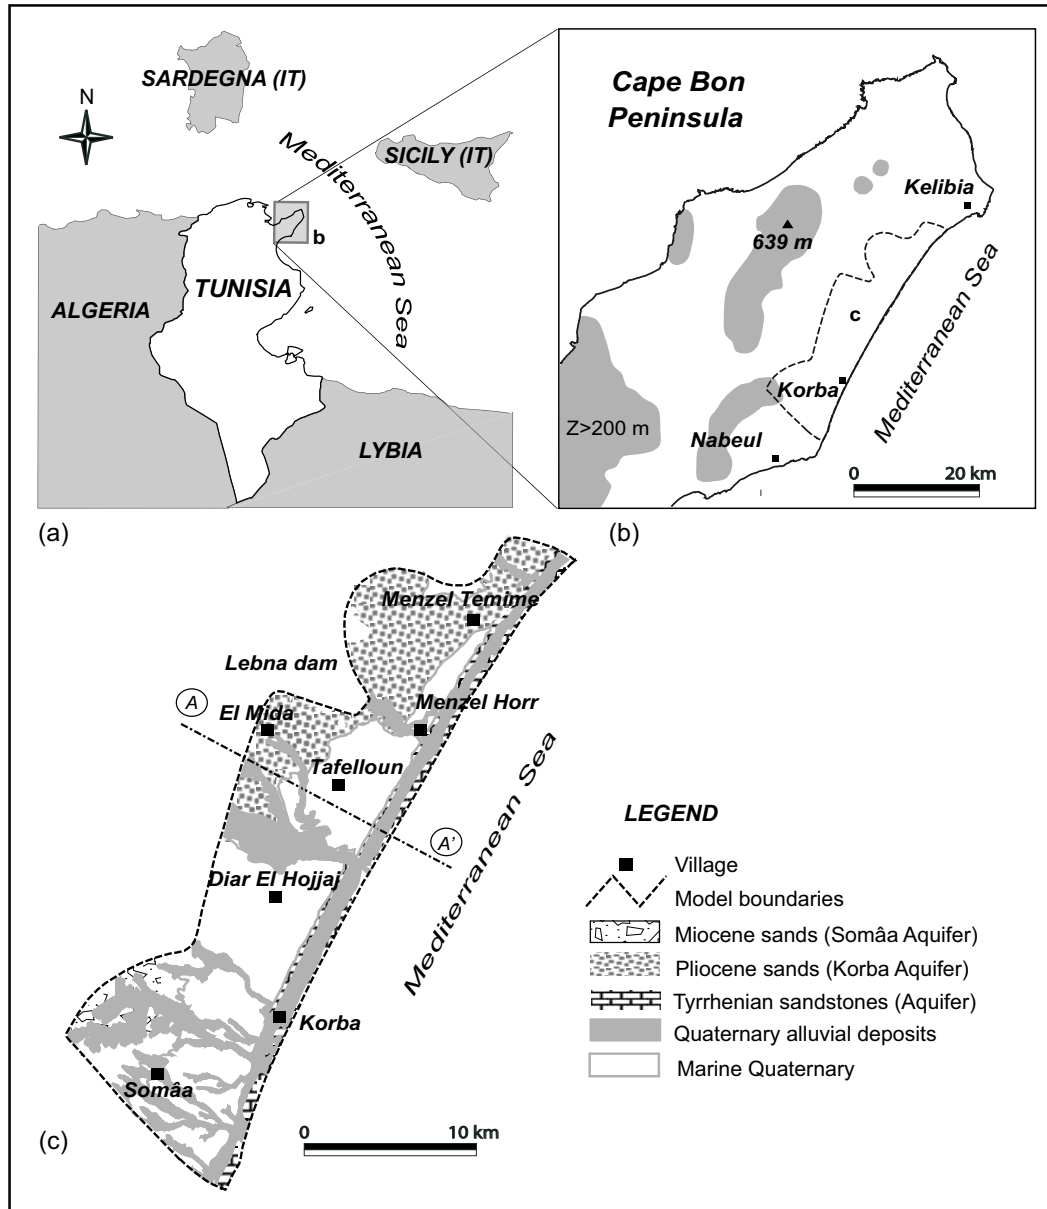 SARDEGNA (IT)
N
SICILY (IT)
Mediterranean Sea
b
TUNISIA
ALGERIA
LYBIA
(a)
Cape Bon
Peninsula
Kelibia
639 m
c
Mediterranean Sea
Korba
Z>200 m
Nabeul
0
20 km
(b)
Menzel Temime
Lebna dam
A
El Mida
Menzel Horr
Tafelloun
A'
Mediterranean Sea
Diar El Hojjaj
Korba
Somâa
(c)
0
10 km
LEGEND
Village
Model boundaries
Miocene sands (Somâa Aquifer)
Pliocene sands (Korba Aquifer)
Tyrrhenian sandstones (Aquifer)
Quaternary alluvial deposits
Marine Quaternary